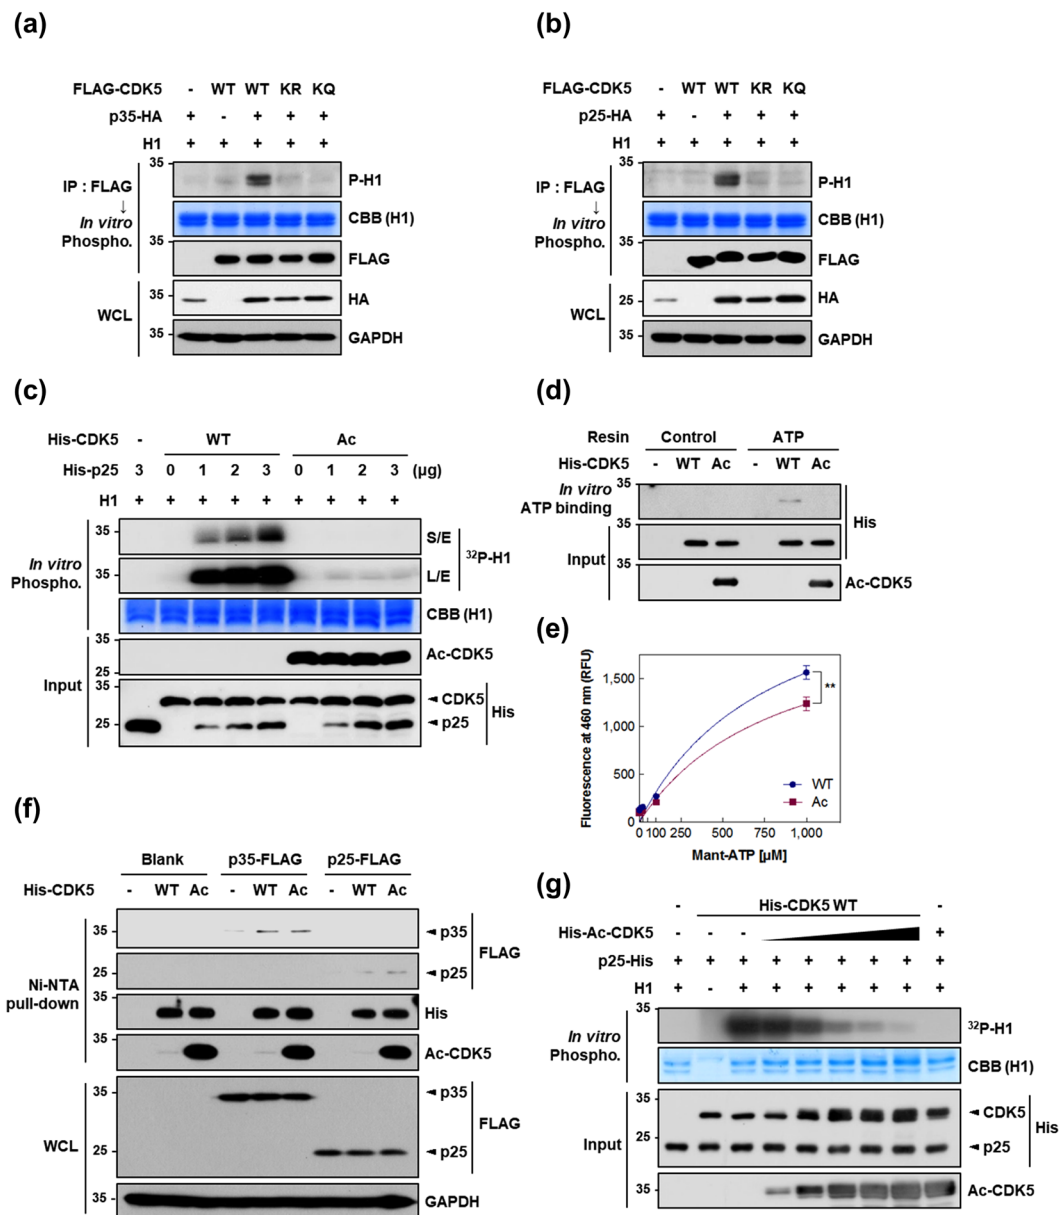 (a)
FLAG-CDK5 - WT WT KR KQ
p35-HA + - + + +
H1 + + + + +
35
P-H1
IP : FLAG
↓
In vitro
Phospho.
CBB (H1)
35
FLAG
WCL
35
HA
35
GAPDH
(b)
FLAG-CDK5 - WT WT KR KQ
p25-HA + - + + +
H1 + + + + +
35
P-H1
IP : FLAG
↓
In vitro
Phospho.
CBB (H1)
35
FLAG
WCL
25
HA
35
GAPDH
(c)
His-CDK5 - WT Ac
His-p25 3 0 1 2 3 0 1 2 3 (µg)
H1 + + + + + + + + +
In vitro
Phospho.
35
S/E
35
L/E
32P-H1
CBB (H1)
Input
35
25
Ac-CDK5
35
◄ CDK5
25
◄ p25
His
(d)
Resin Control ATP
His-CDK5 - WT Ac - WT Ac
In vitro
ATP binding
35
Input
35
His
35
Ac-CDK5
(e)
Fluorescence at 460 nm (RFU)
1,500
1,000
500
0
**
WT
Ac
0 100 250 500 750 1,000
Mant-ATP [µM]
(f)
Blank p35-FLAG p25-FLAG
His-CDK5 - WT Ac - WT Ac - WT Ac
Ni-NTA
pull-down
35
◄ p35
25
◄ p25
FLAG
35
His
35
Ac-CDK5
WCL
35
◄ p35
25
◄ p25
FLAG
35
GAPDH
(g)
- His-CDK5 WT -
His-Ac-CDK5 - - - +
p25-His + + + + + + + + +
H1 + - + + + + + + +
In vitro
Phospho.
35
32P-H1
CBB (H1)
Input
35
◄ CDK5
25
◄ p25
His
35
Ac-CDK5